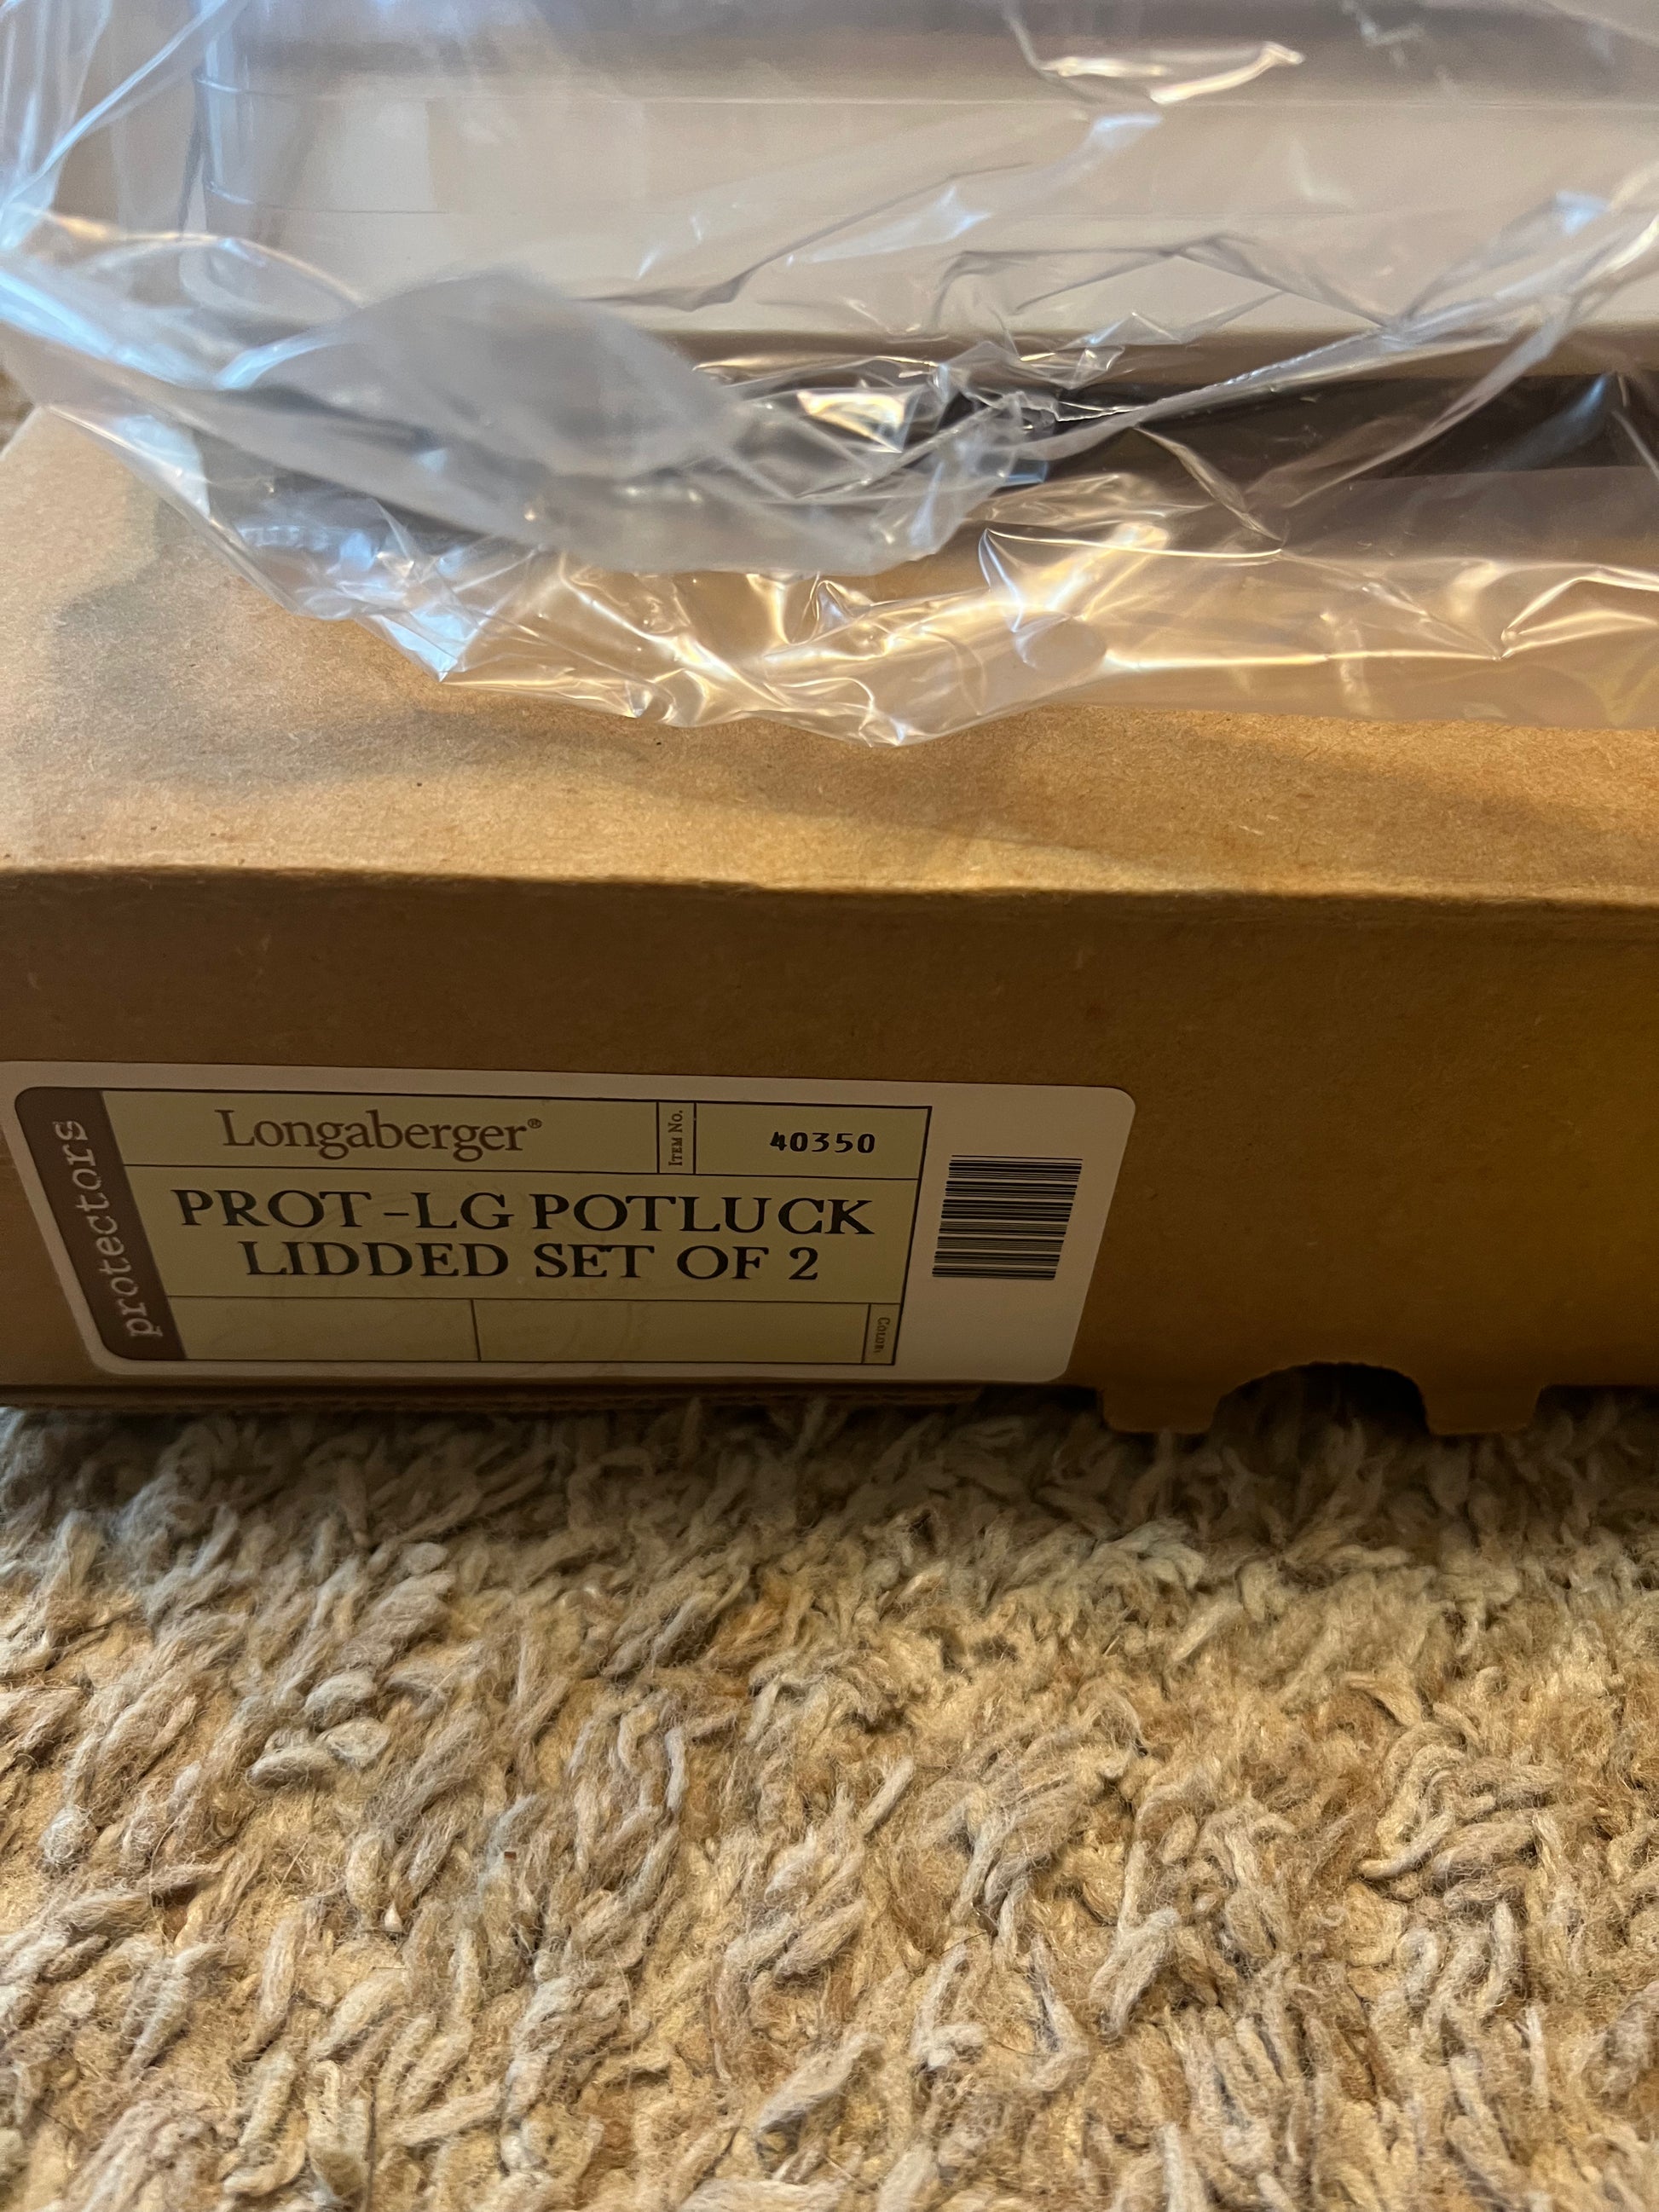 protectors
Longaberger®
ITEM NO.
40350
PROT-LG POTLUCK
LIDDED SET OF 2
COLOR: